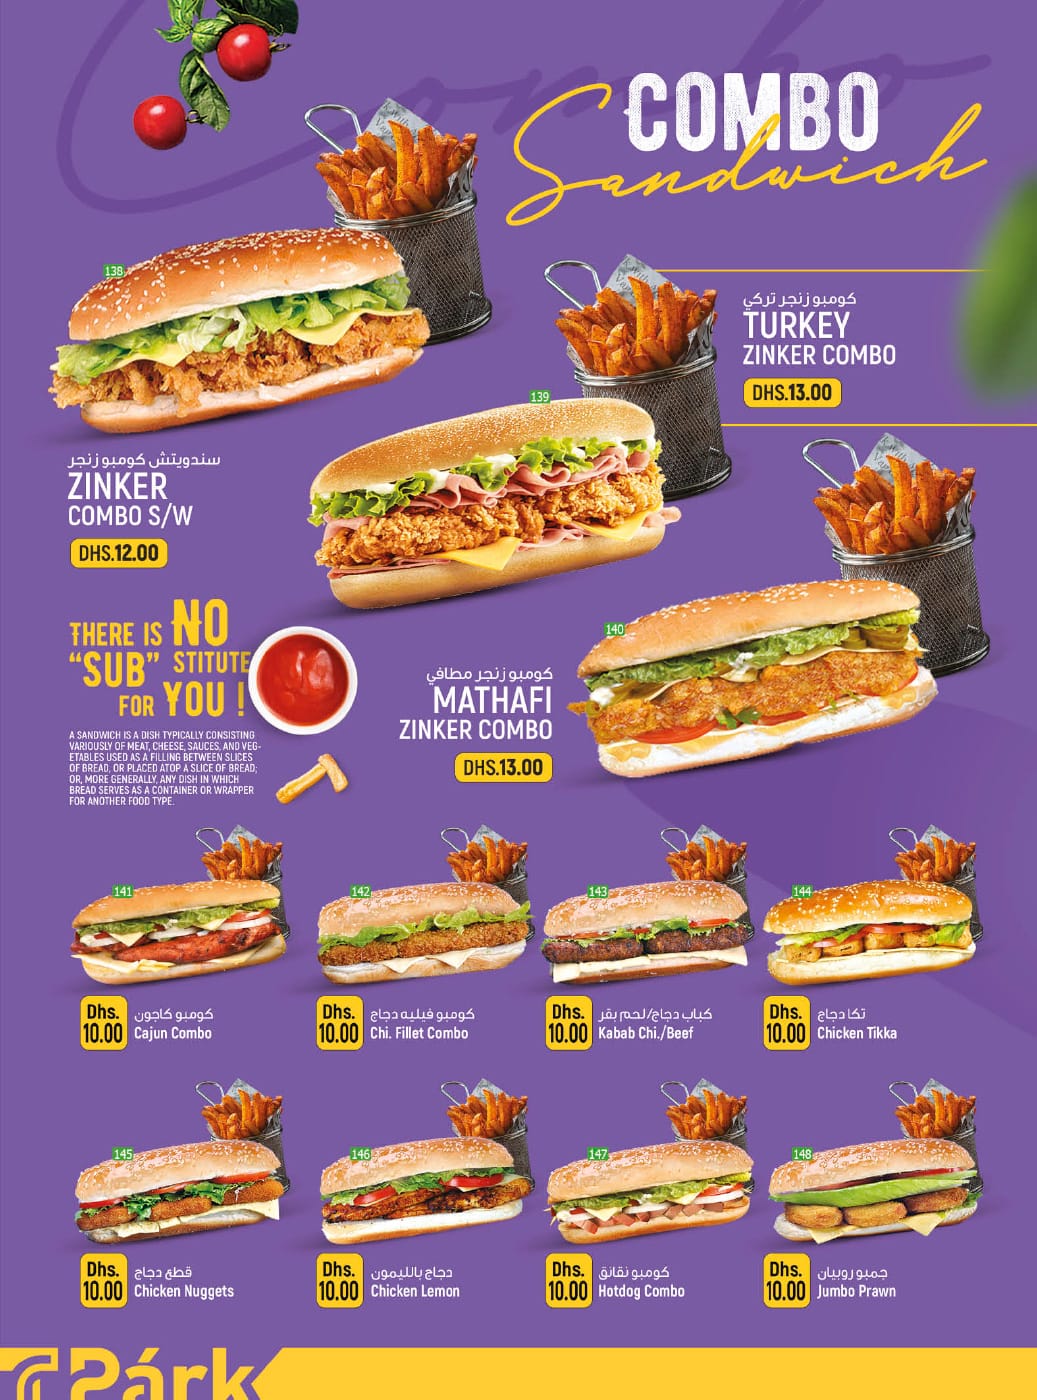 Combo
COMBO
Sandwich
138
كومبو زنجر تركي
TURKEY
ZINKER COMBO
DHS.13.00
139
سندويتش كومبو زنجر
ZINKER
COMBO S/W
DHS.12.00
THERE IS NO
“SUB” STITUTE
FOR YOU !
A SANDWICH IS A DISH TYPICALLY CONSISTING
VARIOUSLY OF MEAT, CHEESE, SAUCES, AND VEG-
ETABLES USED AS A FILLING BETWEEN SLICES
OF BREAD, OR PLACED ATOP A SLICE OF BREAD;
OR, MORE GENERALLY, ANY DISH IN WHICH
BREAD SERVES AS A CONTAINER OR WRAPPER
FOR ANOTHER FOOD TYPE.
140
كومبو زنجر مطافي
MATHAFI
ZINKER COMBO
DHS.13.00
141
142
143
144
Dhs.
10.00
كومبو كاجون
Cajun Combo
Dhs.
10.00
كومبو فيليه دجاج
Chi. Fillet Combo
Dhs.
10.00
كباب دجاج/لحم بقر
Kabab Chi./Beef
Dhs.
10.00
تكا دجاج
Chicken Tikka
145
146
147
148
Dhs.
10.00
قطع دجاج
Chicken Nuggets
Dhs.
10.00
دجاج بالليمون
Chicken Lemon
Dhs.
10.00
كومبو نقانق
Hotdog Combo
Dhs.
10.00
جمبو روبيان
Jumbo Prawn
Párk